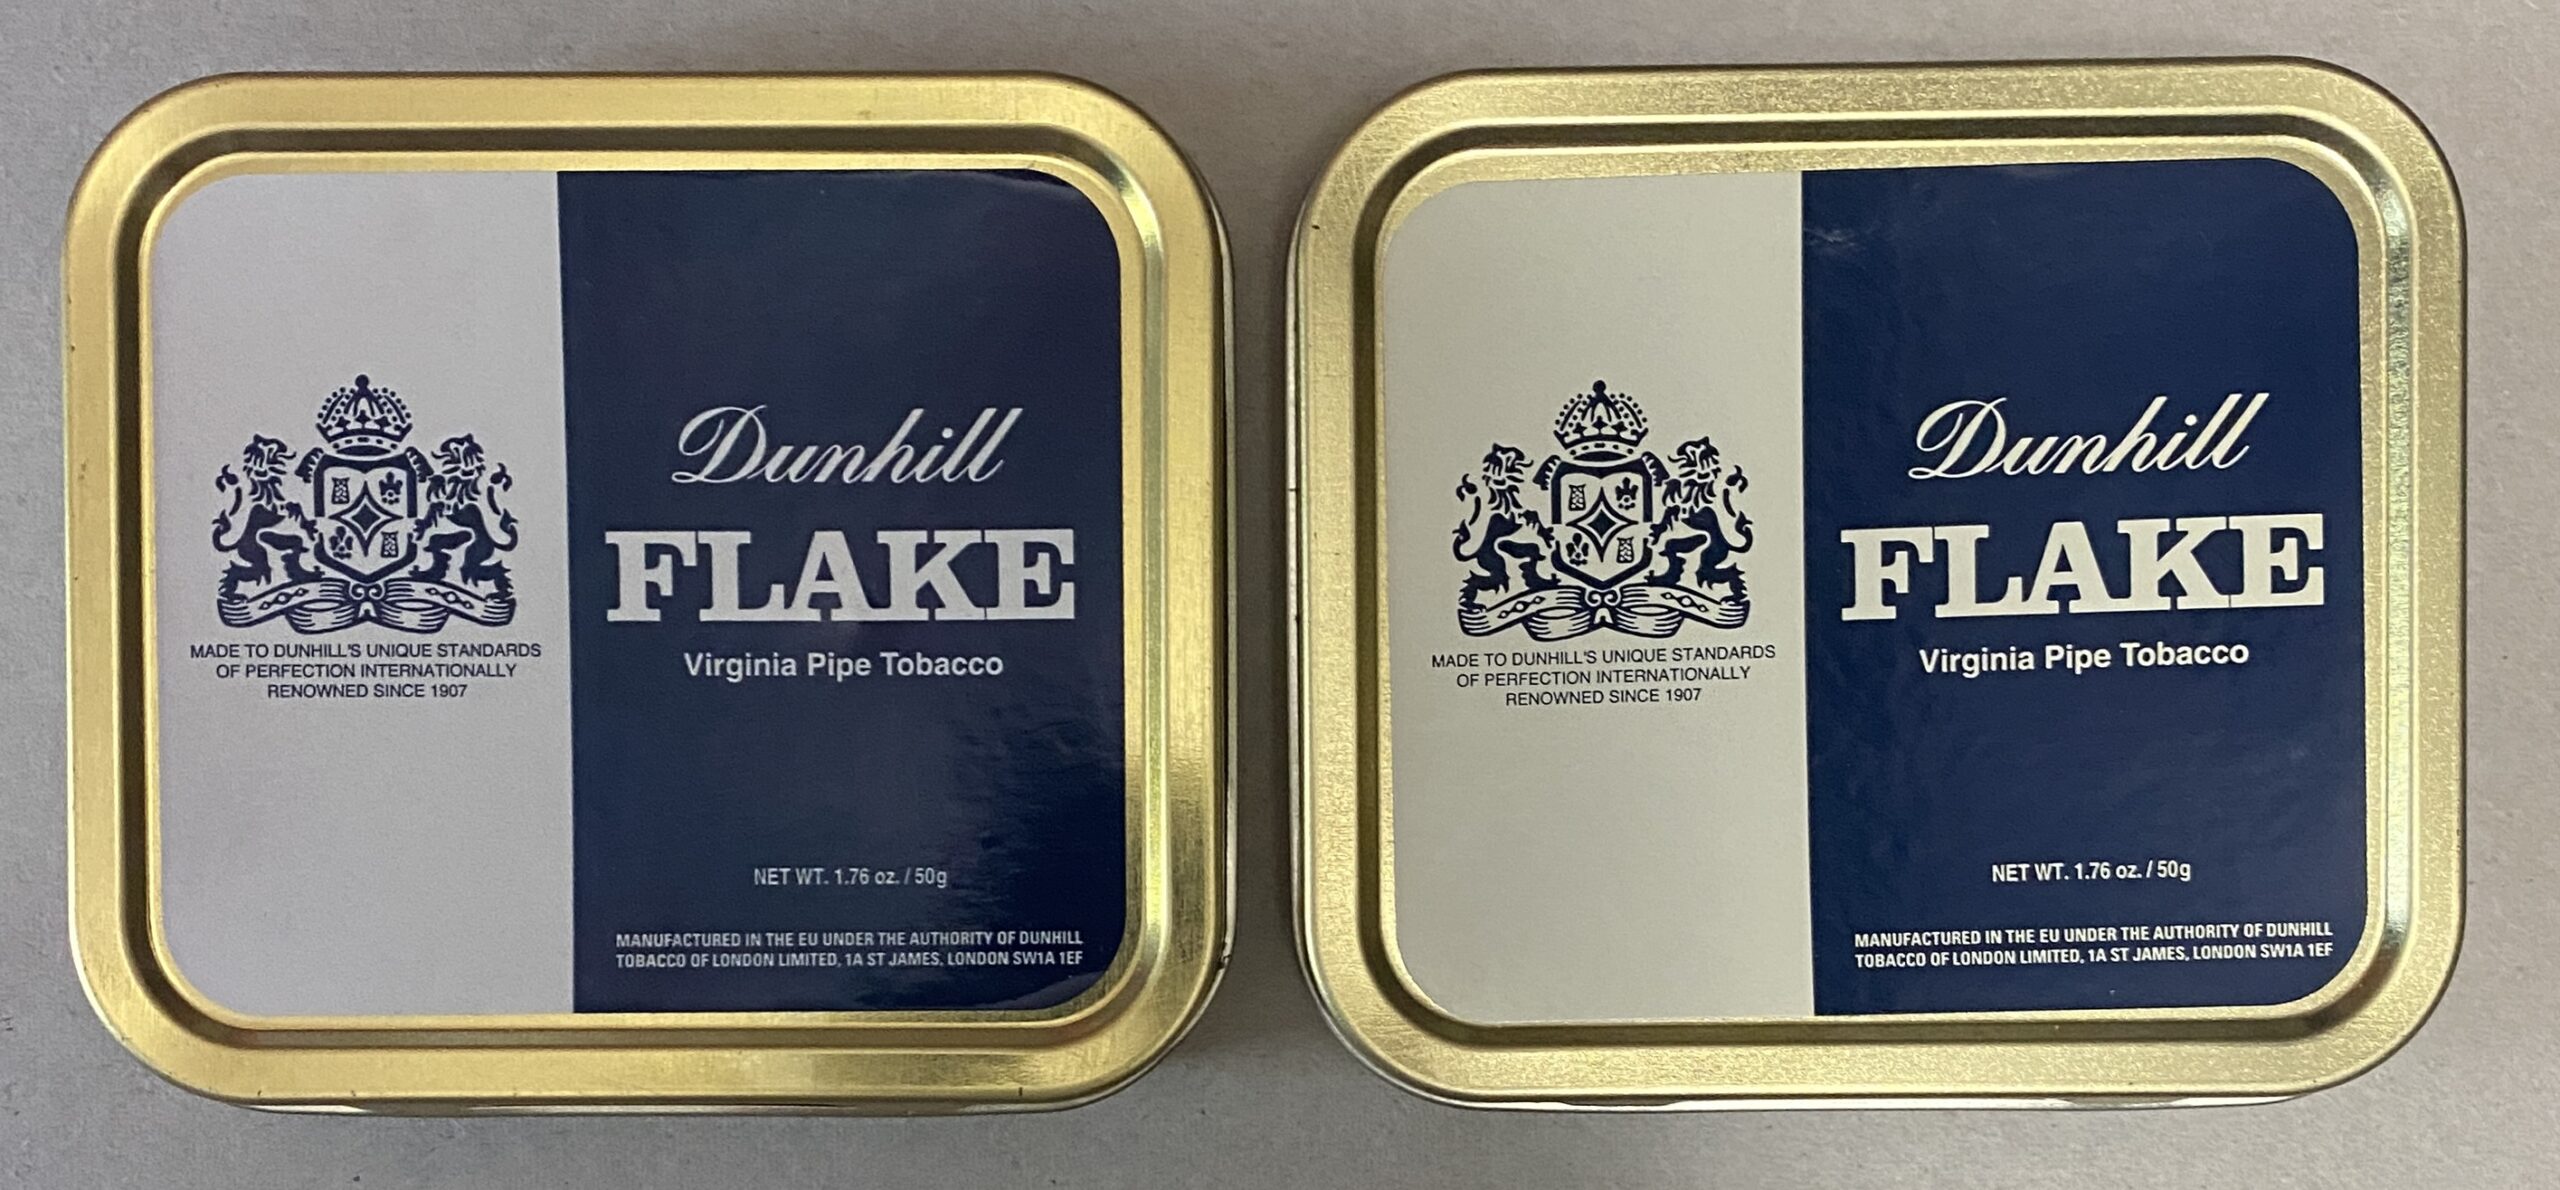 MADE TO DUNHILL'S UNIQUE STANDARDS
OF PERFECTION INTERNATIONALLY
RENOWNED SINCE 1907
Dunhill
FLAKE
Virginia Pipe Tobacco
NET WT. 1.76 oz. / 50g
MANUFACTURED IN THE EU UNDER THE AUTHORITY OF DUNHILL
TOBACCO OF LONDON LIMITED, 1A ST JAMES, LONDON SW1A 1EF
MADE TO DUNHILL'S UNIQUE STANDARDS
OF PERFECTION INTERNATIONALLY
RENOWNED SINCE 1907
Dunhill
FLAKE
Virginia Pipe Tobacco
NET WT. 1.76 oz. / 50g
MANUFACTURED IN THE EU UNDER THE AUTHORITY OF DUNHILL
TOBACCO OF LONDON LIMITED, 1A ST JAMES, LONDON SW1A 1EF